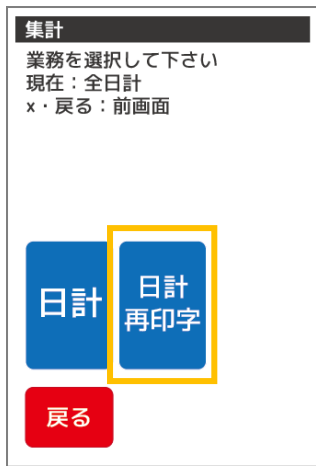 集計
業務を選択して下さい
現在：全日計
x・戻る：前画面
日計
日計
再印字
戻る